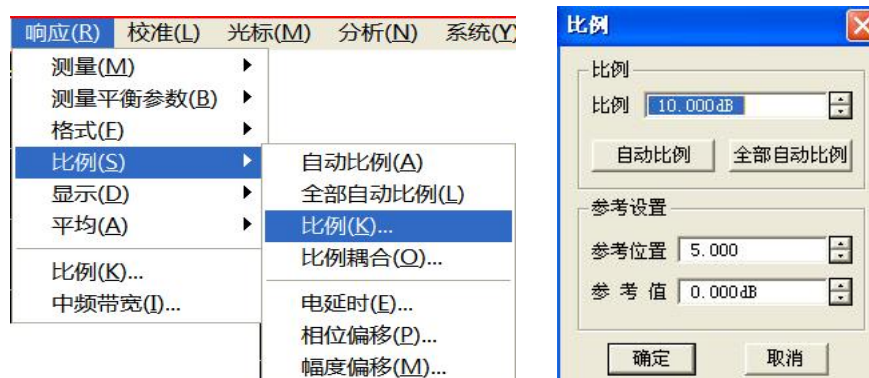 响应(R) 校准(L) 光标(M) 分析(N) 系统(Y)
测量(M)
测量平衡参数(B)
格式(F)
比例(S)
显示(D)
平均(A)
比例(K)...
中频带宽(I)...
自动比例(A)
全部自动比例(L)
比例(K)...
比例耦合(O)...
电延时(E)...
相位偏移(P)...
幅度偏移(M)...
比例
比例
比例 10.000dB
自动比例 全部自动比例
参考设置
参考位置 5.000
参 考 值 0.000dB
确定 取消